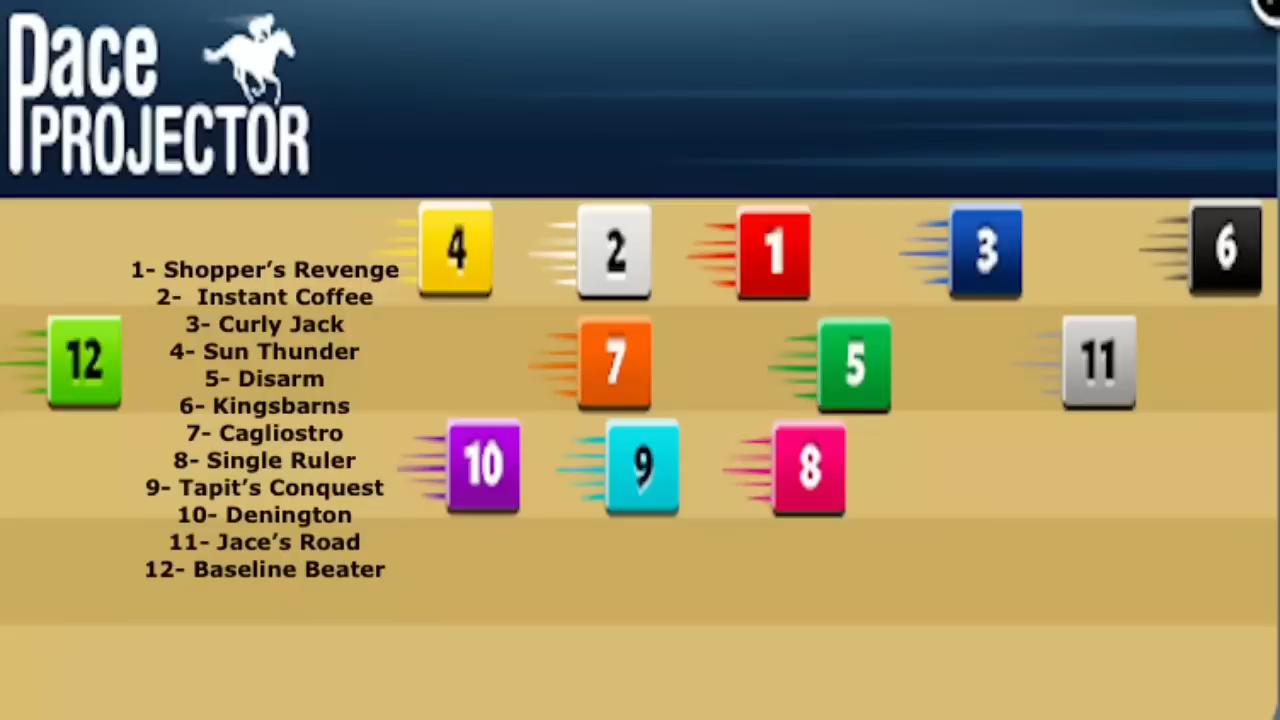 Pace
PROJECTOR
4 2 1 3 6
12 7 5 11
10 9 8
1- Shopper’s Revenge
2-  Instant Coffee
3- Curly Jack
4- Sun Thunder
5- Disarm
6- Kingsbarns
7- Cagliostro
8- Single Ruler
9- Tapit’s Conquest
10- Denington
11- Jace’s Road
12- Baseline Beater